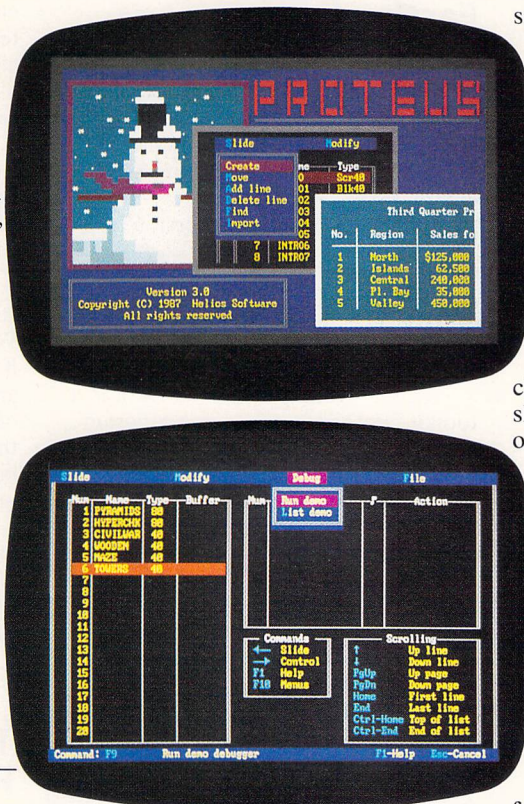 s
PROTEUS
Slide Modify
Create me Type
Move 0 Scr40
Add line 01 Blk40
Delete line 02
Find 03
Import 04
05
7 INTRO6
8 INTRO7
Third Quarter Pr
No. Region Sales fo
1 North $125,000
2 Islands 62,500
3 Central 240,000
4 Pl. Bay 35,000
5 Valley 450,000
Version 3.0
Copyright (C) 1987 Helios Software
All rights reserved
c
s
o
Slide Modify Debug File
Num Name Type Buffer Num Run demo Action
List demo
1 PYRAMIDS 80
2 HYPERCHX 80
3 CIVILWAR 40
4 WOODEM 40
5 MAZE 40
6 TOWERS 40
7
8
9
10
11
12
13
14
15
16
17
18
19
20
Commands
← Slide
→ Control
F1 Help
F10 Menus
Scrolling
↑ Up line
↓ Down line
PgUp Up page
PgDn Down page
Home First line
End Last line
Ctrl-Home Top of list
Ctrl-End End of list
Command: F9 Run demo debugger F1-Help Esc-Cancel